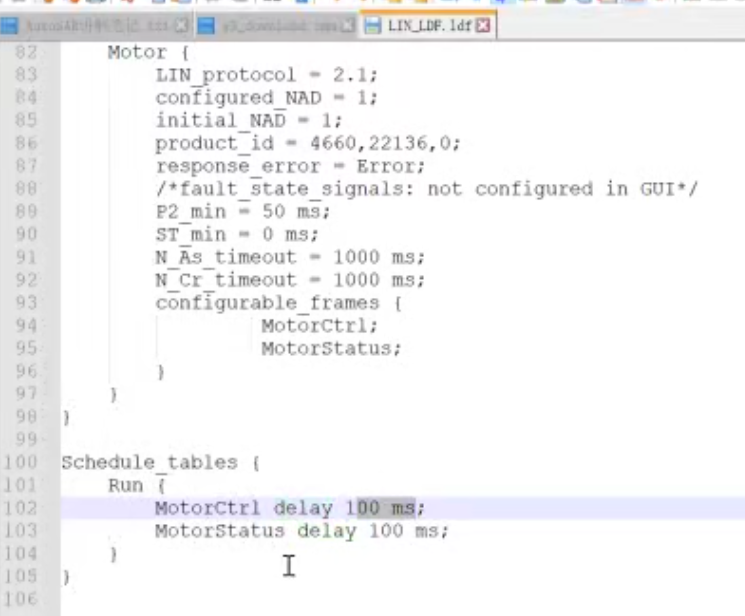 LIN_LDF.ldf
82 Motor {
83 LIN_protocol = 2.1;
84 configured_NAD = 1;
85 initial_NAD = 1;
86 product_id = 4660,22136,0;
87 response_error = Error;
88 /*fault_state_signals: not configured in GUI*/
89 P2_min = 50 ms;
90 ST_min = 0 ms;
91 N_As_timeout = 1000 ms;
92 N_Cr_timeout = 1000 ms;
93 configurable_frames {
94 MotorCtrl;
95 MotorStatus;
96 }
97 }
98 }
99
100 Schedule_tables {
101 Run {
102 MotorCtrl delay 100 ms;
103 MotorStatus delay 100 ms;
104 }
105 }
106